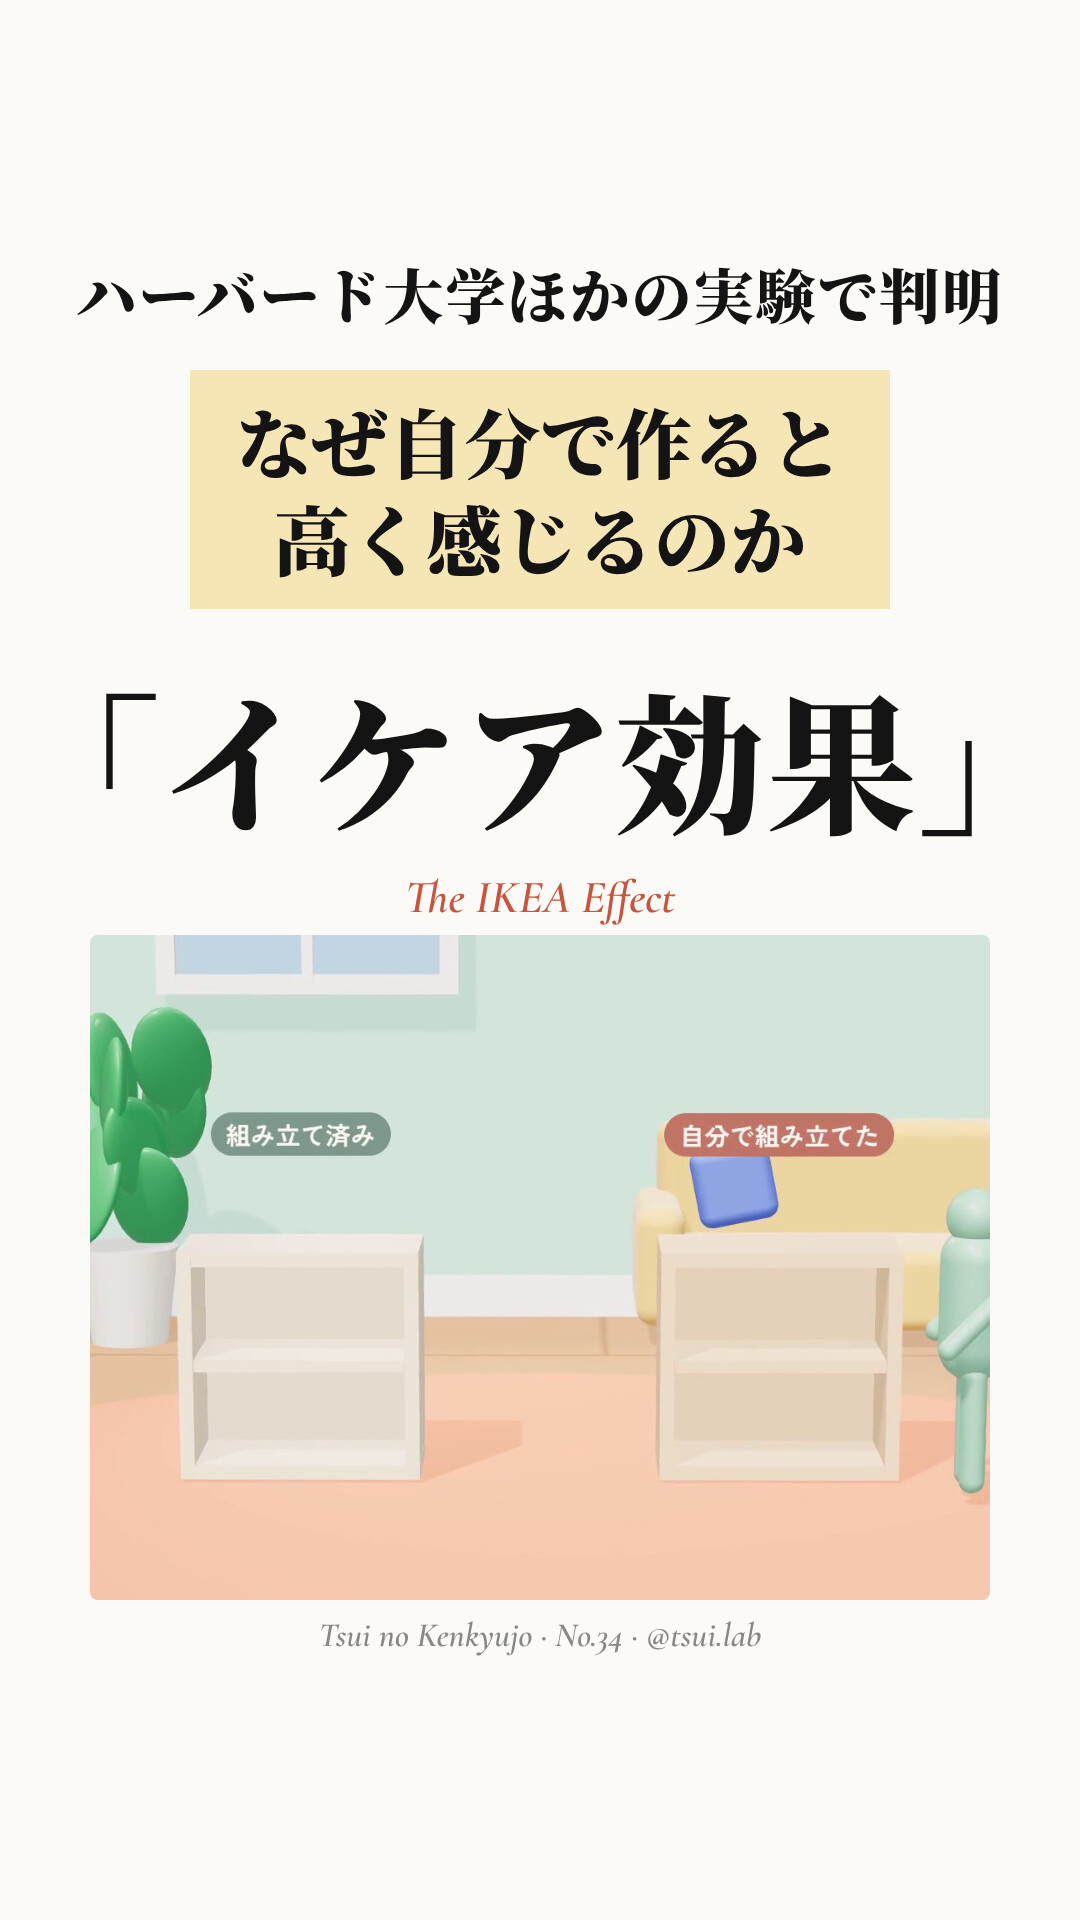 ハーバード大学ほかの実験で判明
なぜ自分で作ると
高く感じるのか
「イケア効果」
The IKEA Effect
組み立て済み
自分で組み立てた
Tsui no Kenkyujo · No.34 · @tsui.lab